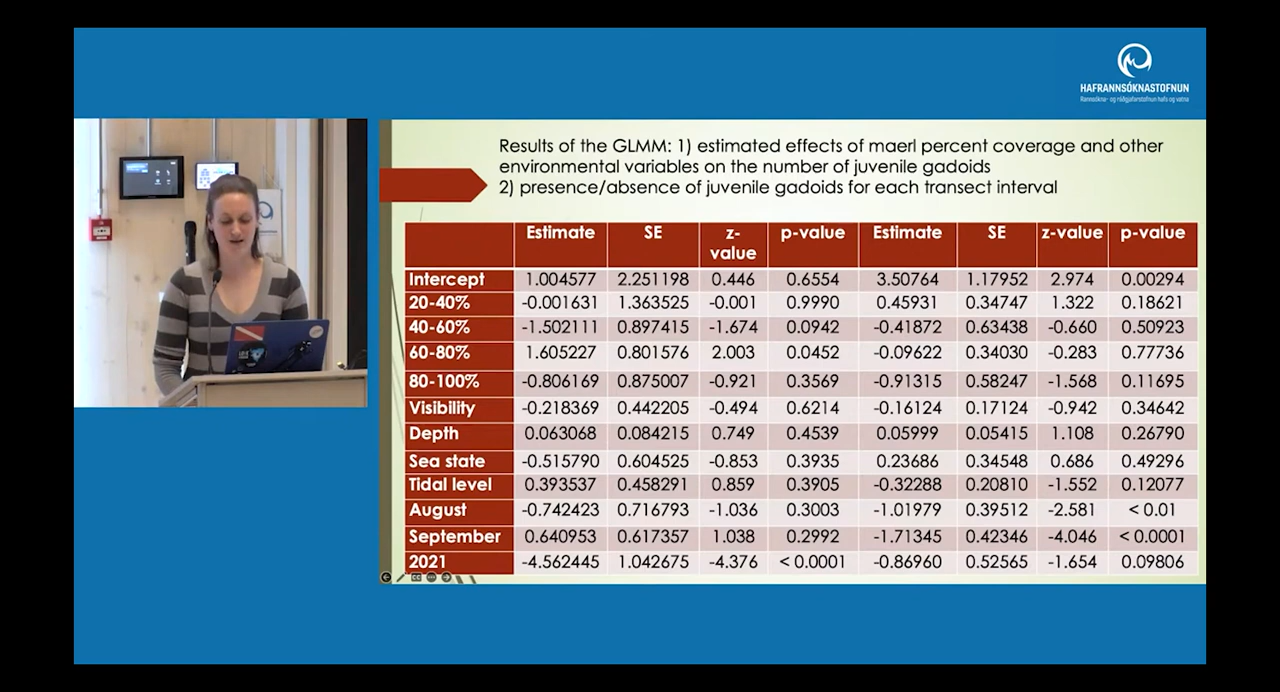 HAFRANNSÓKNASTOFNUN
Rannsókna- og ráðgjafarstofnun hafs og vatna
Results of the GLMM: 1) estimated effects of maerl percent coverage and other
environmental variables on the number of juvenile gadoids
2) presence/absence of juvenile gadoids for each transect interval
Estimate SE z-value p-value Estimate SE z-value p-value
Intercept 1.004577 2.251198 0.446 0.6554 3.50764 1.17952 2.974 0.00294
20-40% -0.001631 1.363525 -0.001 0.9990 0.45931 0.34747 1.322 0.18621
40-60% -1.502111 0.897415 -1.674 0.0942 -0.41872 0.63438 -0.660 0.50923
60-80% 1.605227 0.801576 2.003 0.0452 -0.09622 0.34030 -0.283 0.77736
80-100% -0.806169 0.875007 -0.921 0.3569 -0.91315 0.58247 -1.568 0.11695
Visibility -0.218369 0.442205 -0.494 0.6214 -0.16124 0.17124 -0.942 0.34642
Depth 0.063068 0.084215 0.749 0.4539 0.05999 0.05415 1.108 0.26790
Sea state -0.515790 0.604525 -0.853 0.3935 0.23686 0.34548 0.686 0.49296
Tidal level 0.393537 0.458291 0.859 0.3905 -0.32288 0.20810 -1.552 0.12077
August -0.742423 0.716793 -1.036 0.3003 -1.01979 0.39512 -2.581 < 0.01
September 0.640953 0.617357 1.038 0.2992 -1.71345 0.42346 -4.046 < 0.0001
2021 -4.562445 1.042675 -4.376 < 0.0001 -0.86960 0.52565 -1.654 0.09806